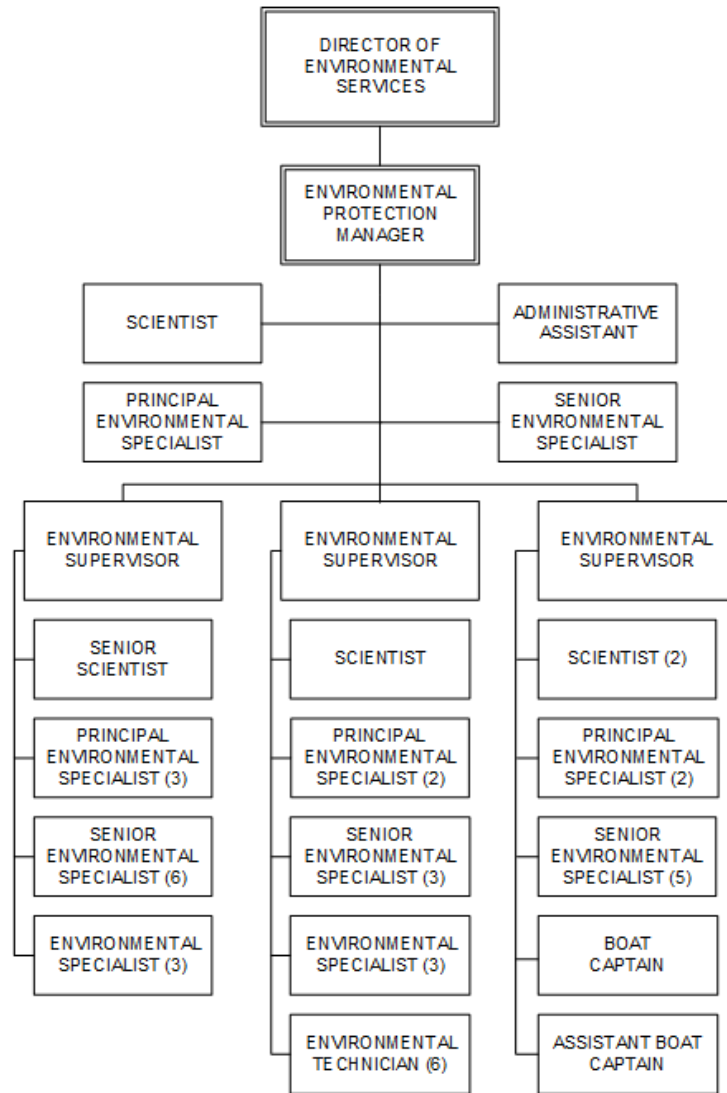 DIRECTOR OF
ENVIRONMENTAL
SERVICES
ENVIRONMENTAL
PROTECTION
MANAGER
SCIENTIST
ADMINISTRATIVE
ASSISTANT
PRINCIPAL
ENVIRONMENTAL
SPECIALIST
SENIOR
ENVIRONMENTAL
SPECIALIST
ENVIRONMENTAL
SUPERVISOR
SENIOR
SCIENTIST
PRINCIPAL
ENVIRONMENTAL
SPECIALIST (3)
SENIOR
ENVIRONMENTAL
SPECIALIST (6)
ENVIRONMENTAL
SPECIALIST (3)
ENVIRONMENTAL
SUPERVISOR
SCIENTIST
PRINCIPAL
ENVIRONMENTAL
SPECIALIST (2)
SENIOR
ENVIRONMENTAL
SPECIALIST (3)
ENVIRONMENTAL
SPECIALIST (3)
ENVIRONMENTAL
TECHNICIAN (6)
ENVIRONMENTAL
SUPERVISOR
SCIENTIST (2)
PRINCIPAL
ENVIRONMENTAL
SPECIALIST (2)
SENIOR
ENVIRONMENTAL
SPECIALIST (5)
BOAT
CAPTAIN
ASSISTANT BOAT
CAPTAIN